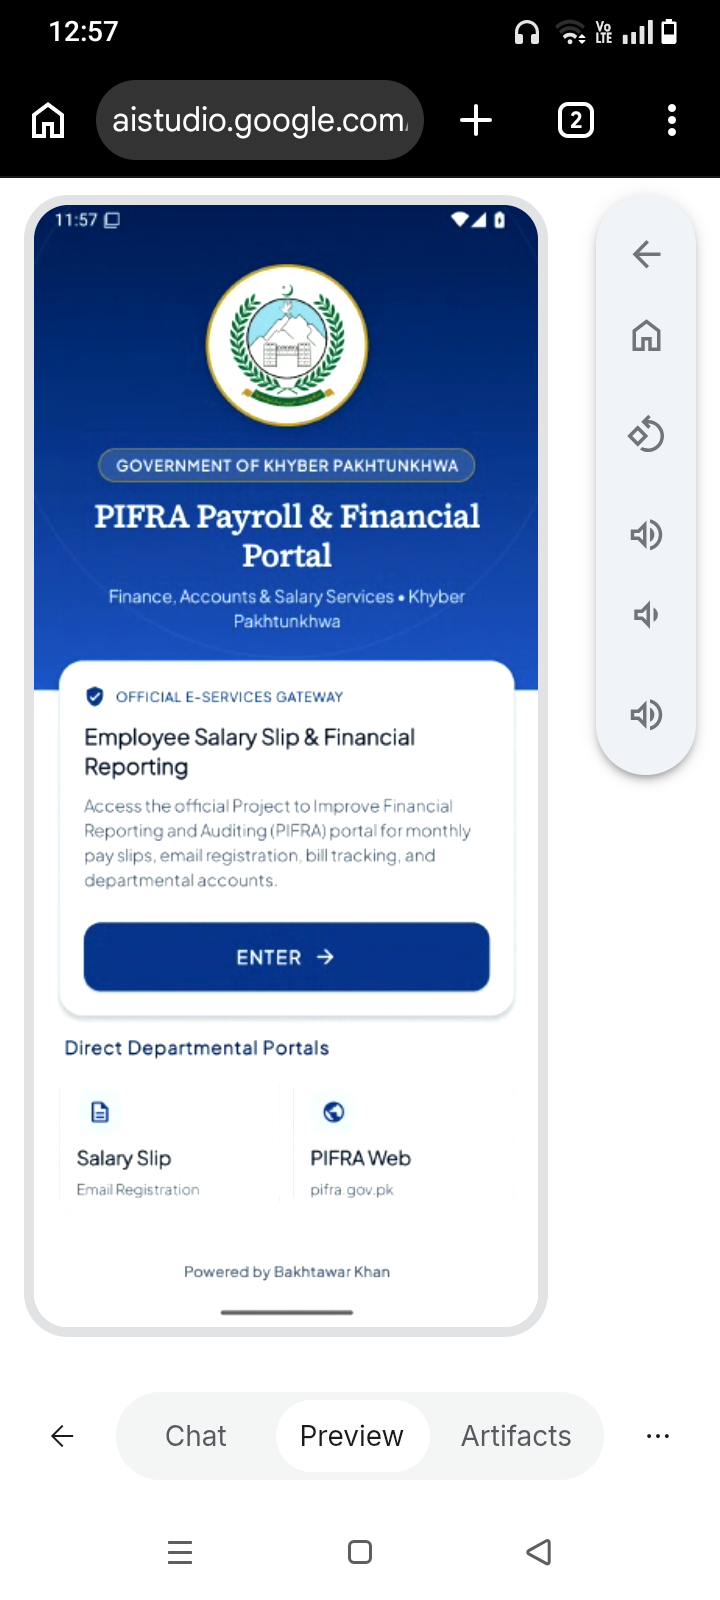 12:57
Vo
LTE
aistudio.google.com/
2
11:57
GOVERNMENT OF KHYBER PAKHTUNKHWA
PIFRA Payroll & Financial
Portal
Finance, Accounts & Salary Services • Khyber
Pakhtunkhwa
OFFICIAL E-SERVICES GATEWAY
Employee Salary Slip & Financial
Reporting
Access the official Project to Improve Financial
Reporting and Auditing (PIFRA) portal for monthly
pay slips, email registration, bill tracking, and
departmental accounts.
ENTER →
Direct Departmental Portals
Salary Slip
Email Registration
PIFRA Web
pifra.gov.pk
Powered by Bakhtawar Khan
Chat
Preview
Artifacts